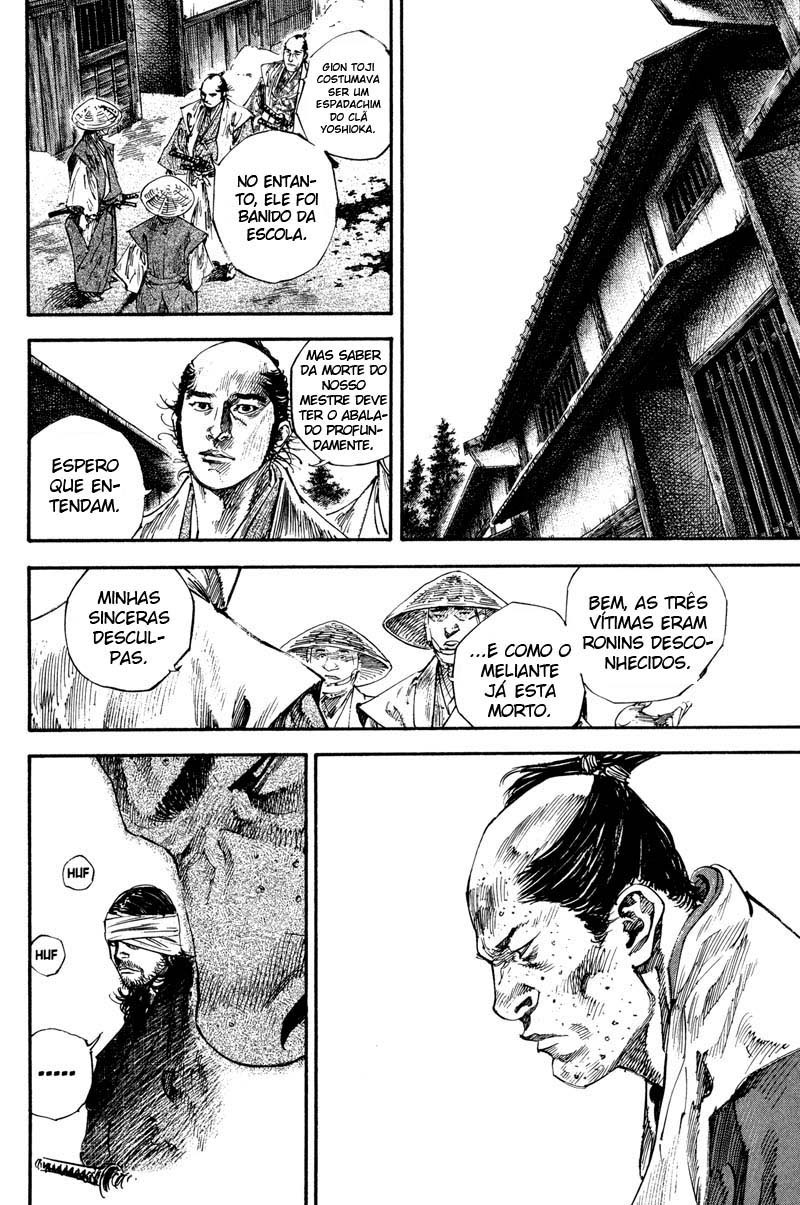 GION TOJI
COSTUMAVA
SER UM
ESPADACHIM
DO CLÃ
YOSHIOKA.
NO ENTAN-
TO, ELE FOI
BANIDO DA
ESCOLA.
MAS SABER
DA MORTE DO
NOSSO
MESTRE DEVE
TER O ABALA-
DO PROFUN-
DAMENTE.
ESPERO
QUE EN-
TENDAM.
BEM, AS TRÊS
VÍTIMAS ERAM
RONINS DESCO-
NHECIDOS.
...E COMO O
MELIANTE
JÁ ESTA
MORTO.
MINHAS
SINCERAS
DESCUL-
PAS.
HUF
HUF
.....